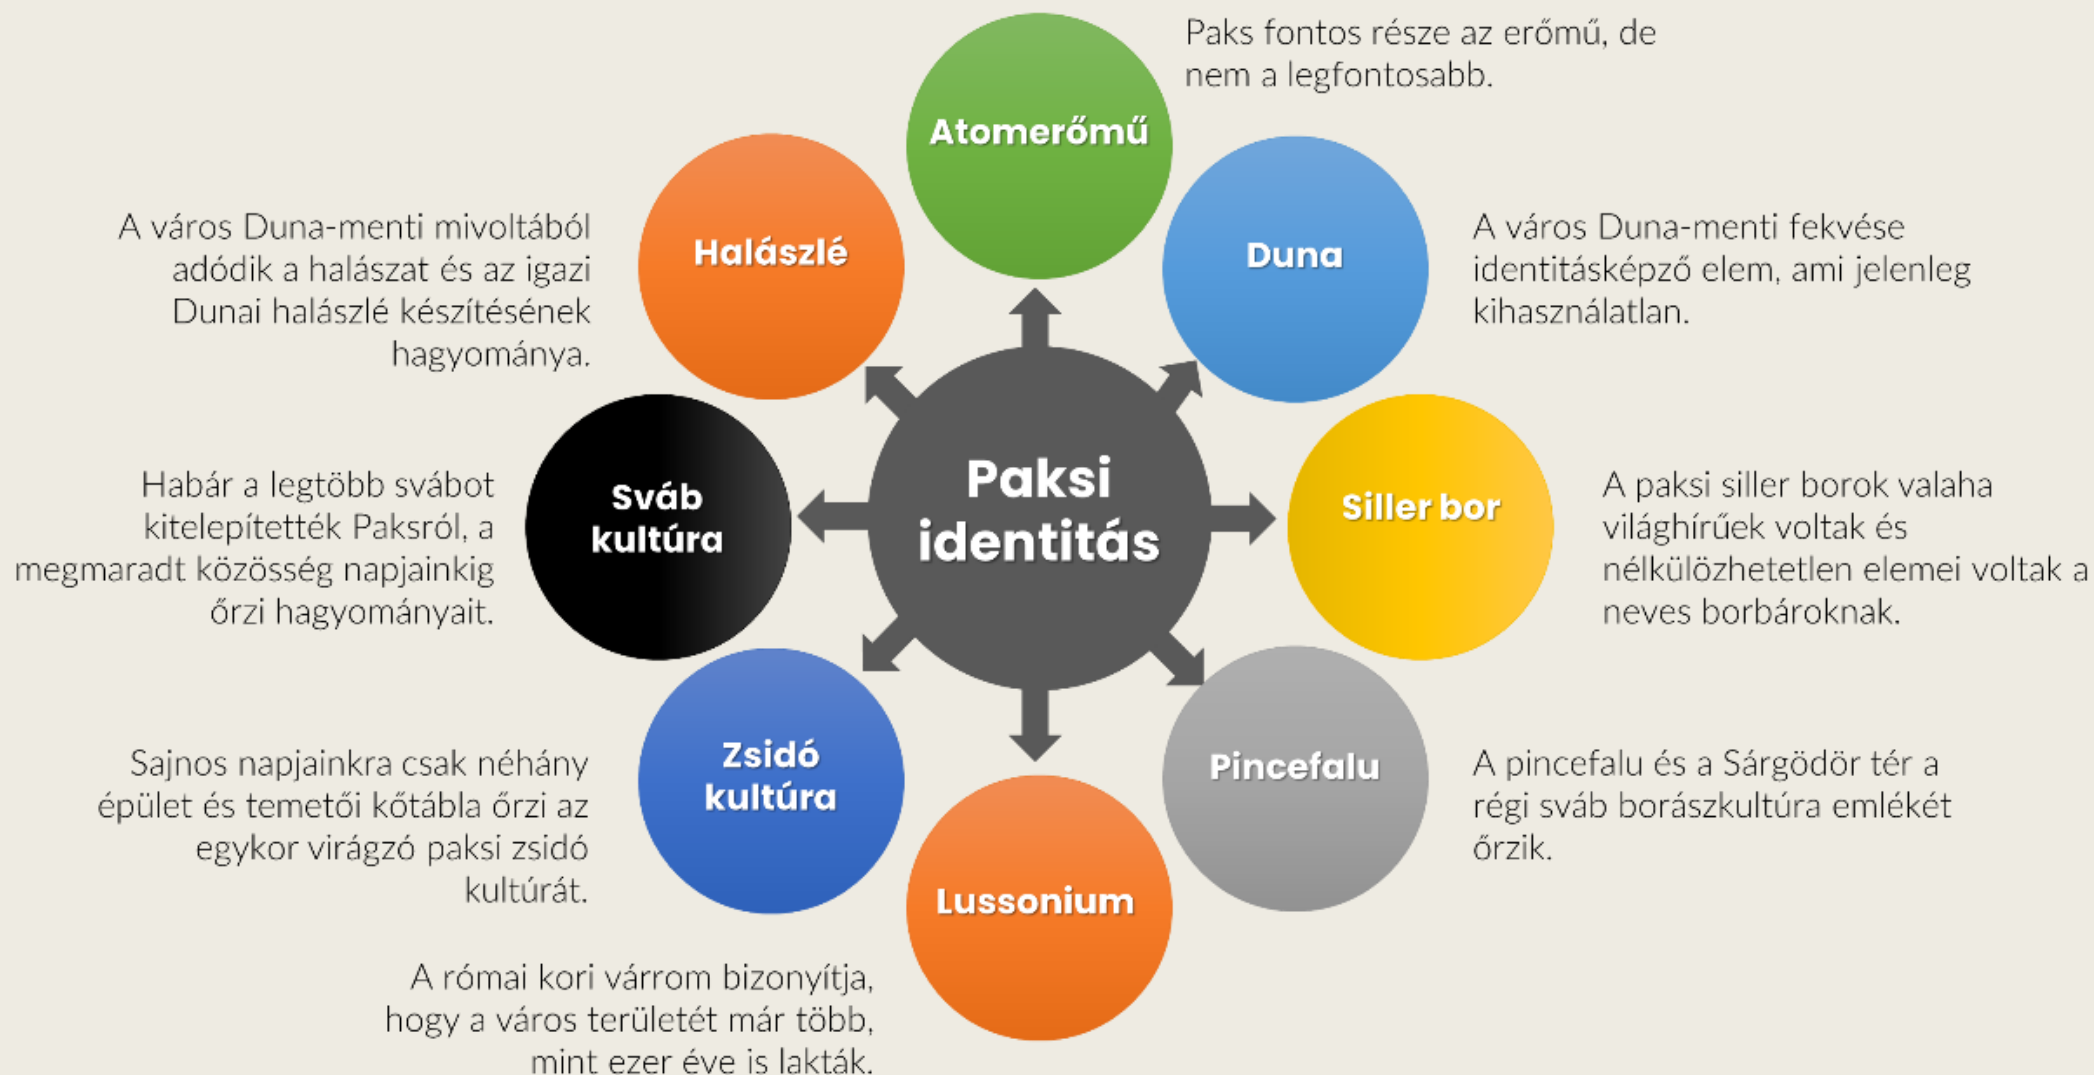 Paks fontos része az erőmű, de
nem a legfontosabb.
Atomerőmű
Halászlé
Duna
A város Duna-menti mivoltából
adódik a halászat és az igazi
Dunai halászlé készítésének
hagyománya.
A város Duna-menti fekvése
identitásképző elem, ami jelenleg
kihasználatlan.
Paksi
identitás
Habár a legtöbb svábot
kitelepítették Paksról, a
megmaradt közösség napjainkig
őrzi hagyományait.
Sváb
kultúra
Siller bor
A paksi siller borok valaha
világhírűek voltak és
nélkülözhetetlen elemei voltak a
neves borbároknak.
Sajnos napjainkra csak néhány
épület és temetői kőtábla őrzi az
egykor virágzó paksi zsidó
kultúrát.
Zsidó
kultúra
Pincefalu
A pincefalu és a Sárgödör tér a
régi sváb borászkultúra emlékét
őrzik.
Lussonium
A római kori várrom bizonyítja,
hogy a város területét már több,
mint ezer éve is lakták.